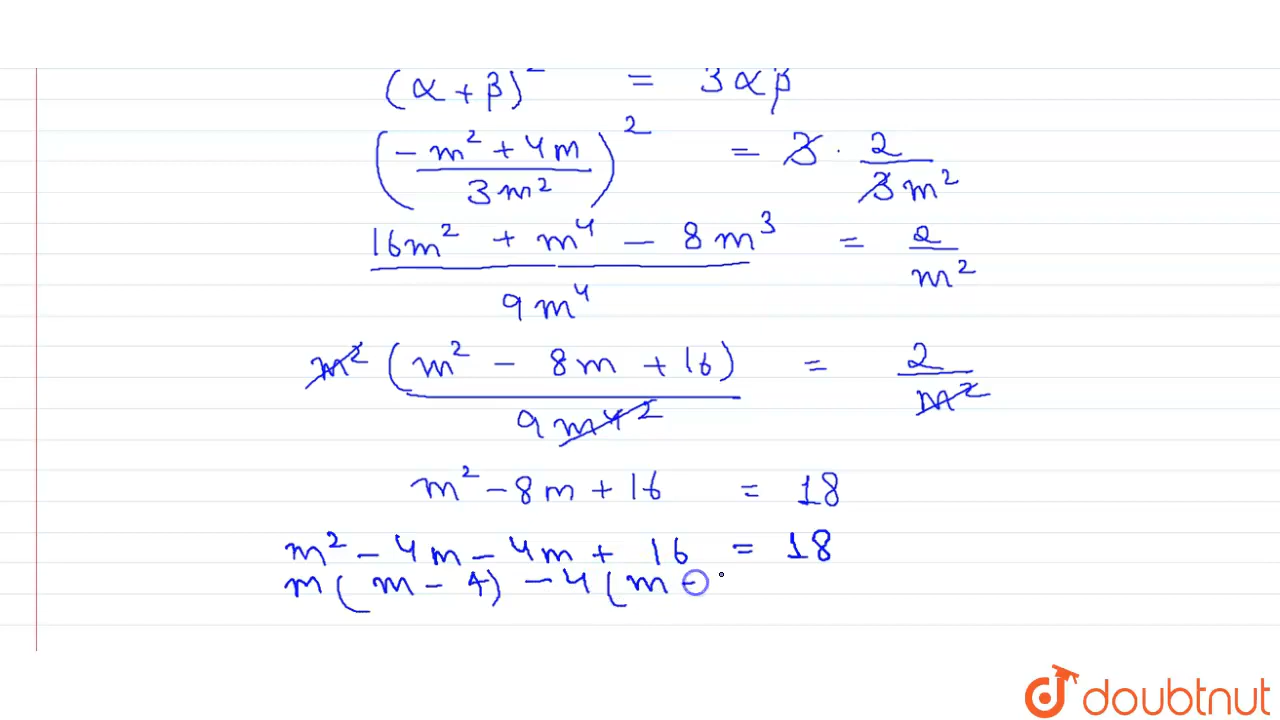 (α + β)² = 3αβ
(-m² + 4m / 3m²)² = 3 · 2 / 3m²
16m² + m⁴ - 8m³ / 9m⁴ = 2 / m²
m² (m² - 8m + 16) / 9m⁴ ² = 2 / m²
m² - 8m + 16 = 18
m² - 4m - 4m + 16 = 18
m(m - 4) - 4(m -
doubtnut